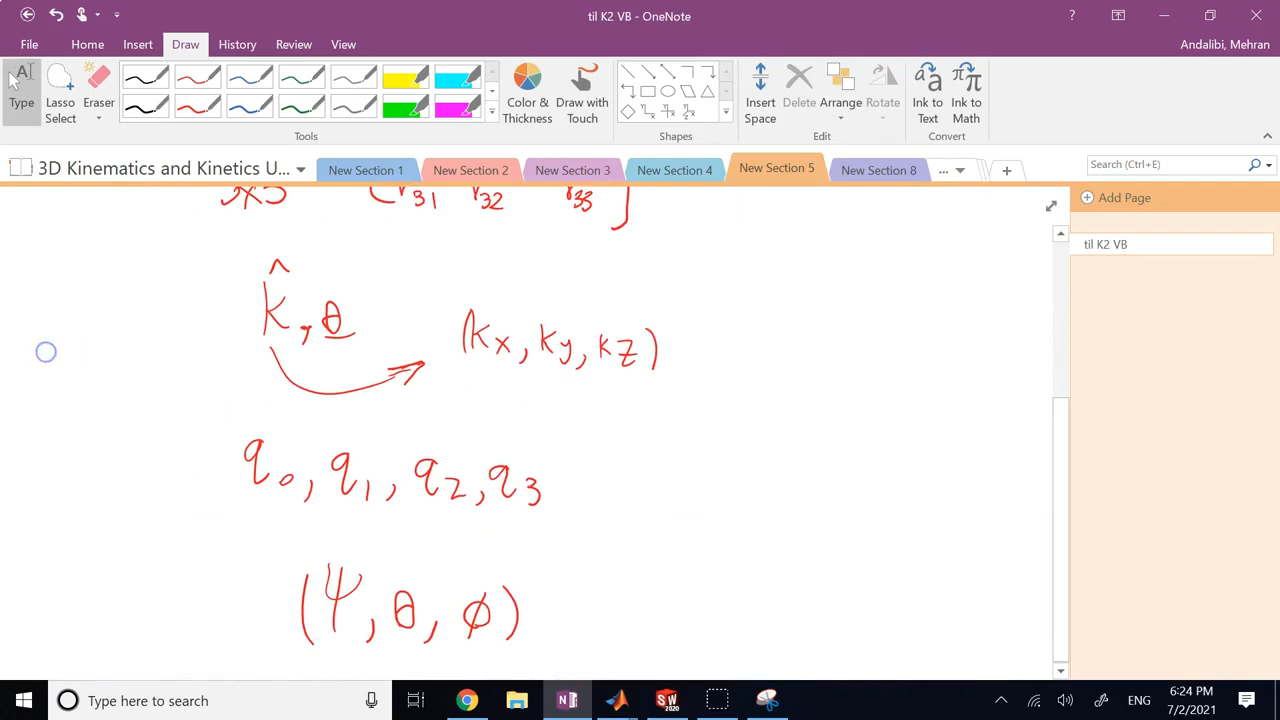 til K2 VB - OneNote
?
Andalibi, Mehran
File Home Insert Draw History Review View
Type Lasso Select Eraser Color & Thickness Draw with Touch Insert Space Delete Arrange Rotate Ink to Text Ink to Math
Tools Shapes Edit Convert
3D Kinematics and Kinetics U... New Section 1 New Section 2 New Section 3 New Section 4 New Section 5 New Section 8 ... Search (Ctrl+E)
Add Page
til K2 VB
r31 r32 r33
k̂, θ
(kx, ky, kz)
q0, q1, q2, q3
(ψ, θ, ϕ)
Type here to search
ENG
6:24 PM
7/2/2021